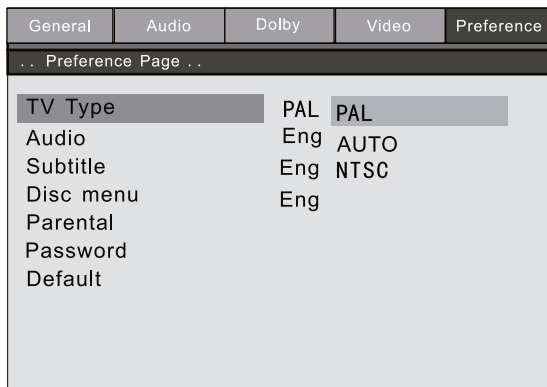 General Audio Dolby Video Preference
.. Preference Page ..
TV Type PAL PAL
Audio Eng AUTO
Subtitle Eng NTSC
Disc menu Eng
Parental
Password
Default